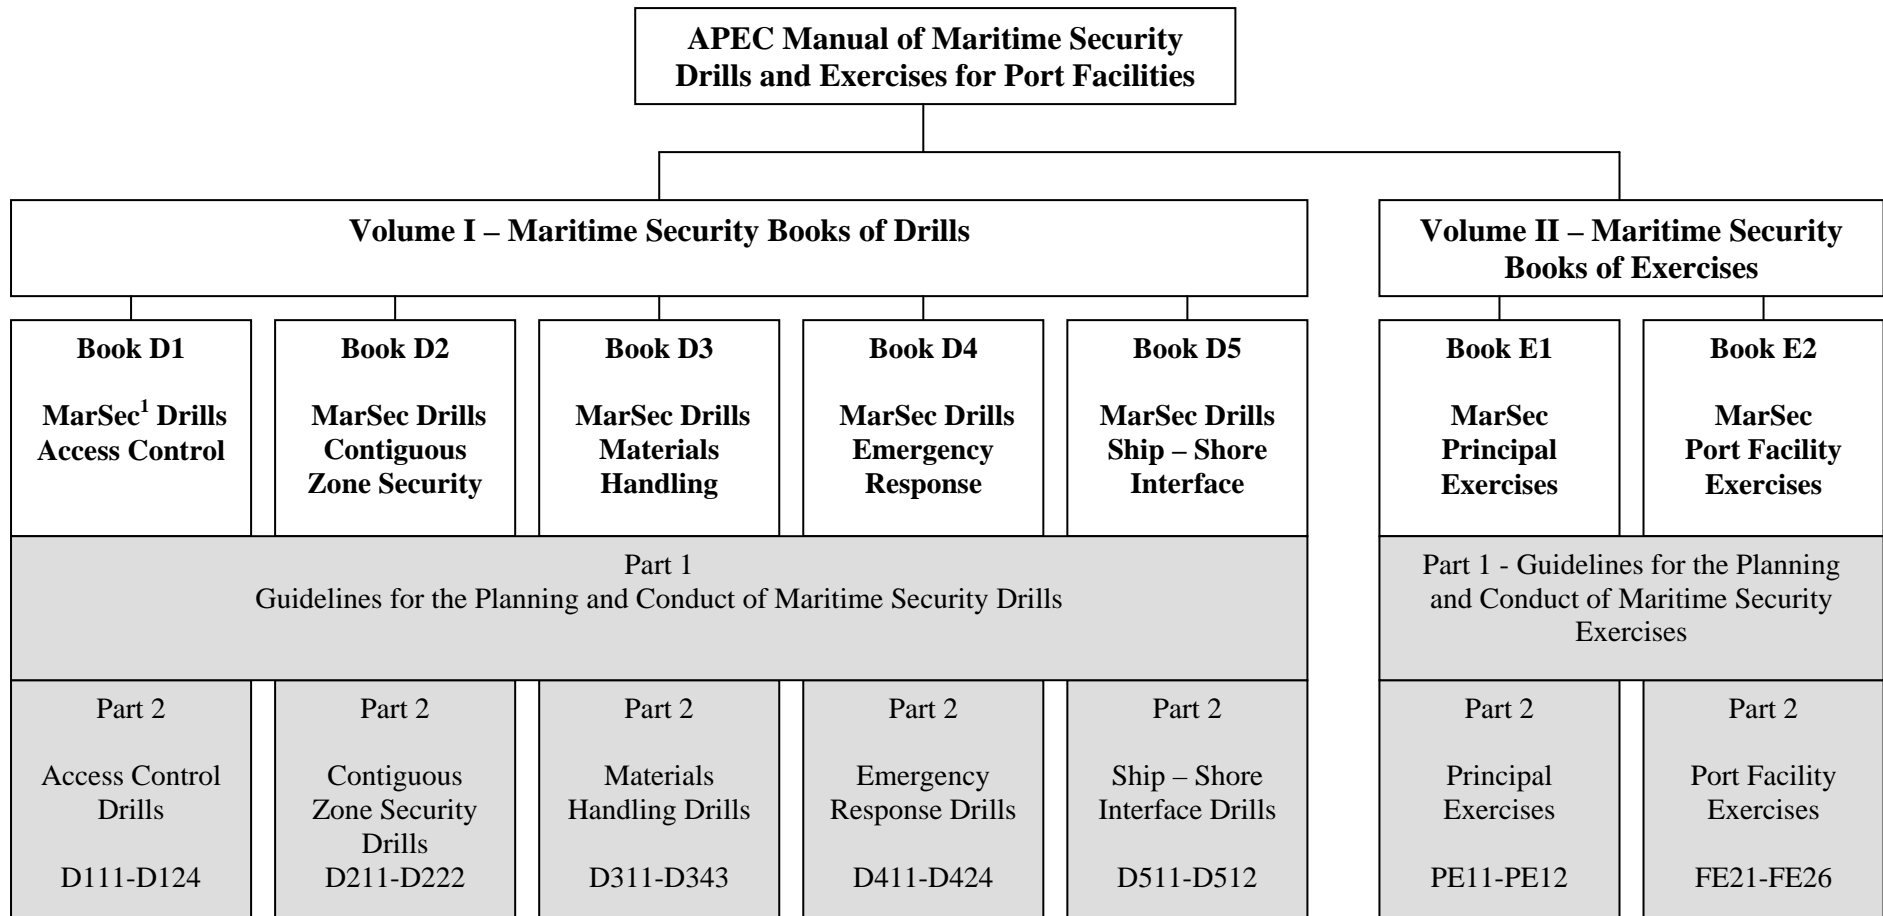 APEC Manual of Maritime Security
Drills and Exercises for Port Facilities
Volume I – Maritime Security Books of Drills
Volume II – Maritime Security
Books of Exercises
Book D1
MarSec¹ Drills
Access Control
Book D2
MarSec Drills
Contiguous
Zone Security
Book D3
MarSec Drills
Materials
Handling
Book D4
MarSec Drills
Emergency
Response
Book D5
MarSec Drills
Ship – Shore
Interface
Book E1
MarSec
Principal
Exercises
Book E2
MarSec
Port Facility
Exercises
Part 1
Guidelines for the Planning and Conduct of Maritime Security Drills
Part 1 - Guidelines for the Planning
and Conduct of Maritime Security
Exercises
Part 2
Access Control
Drills
D111-D124
Part 2
Contiguous
Zone Security
Drills
D211-D222
Part 2
Materials
Handling Drills
D311-D343
Part 2
Emergency
Response Drills
D411-D424
Part 2
Ship – Shore
Interface Drills
D511-D512
Part 2
Principal
Exercises
PE11-PE12
Part 2
Port Facility
Exercises
FE21-FE26